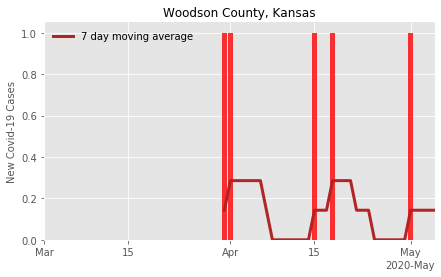 Woodson County, Kansas
7 day moving average
New Covid-19 Cases
1.0
0.8
0.6
0.4
0.2
0.0
Mar
15
Apr
15
May
2020-May